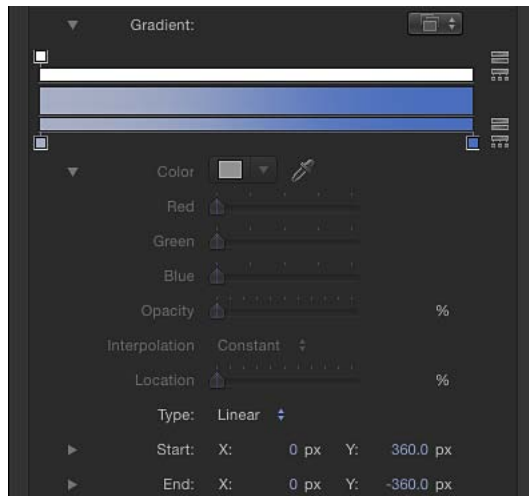 Gradient:
Color
Red
Green
Blue
Opacity %
Interpolation Constant
Location %
Type: Linear
Start: X: 0 px Y: 360.0 px
End: X: 0 px Y: -360.0 px